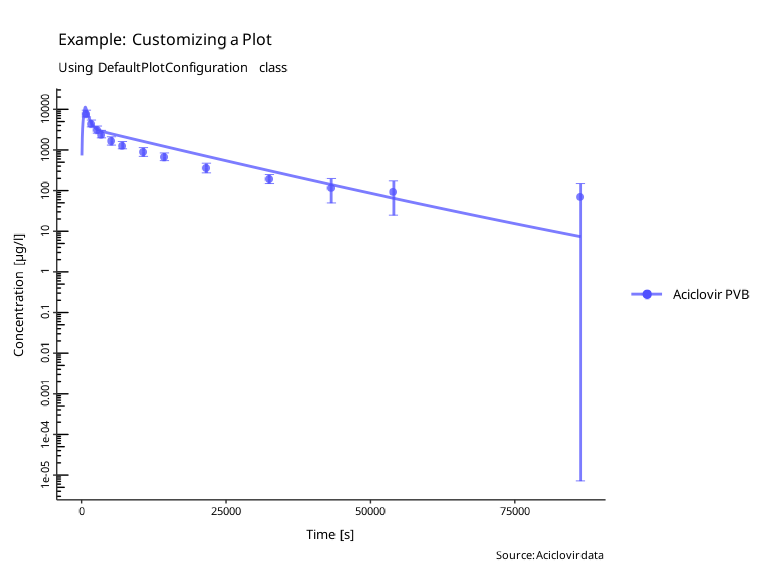 Example: Customizing a Plot
Using DefaultPlotConfiguration class
10000
1000
100
10
1
0.1
0.01
0.001
1e-04
1e-05
Concentration [µg/l]
0 25000 50000 75000
Time [s]
Aciclovir PVB
Source:Aciclovir data